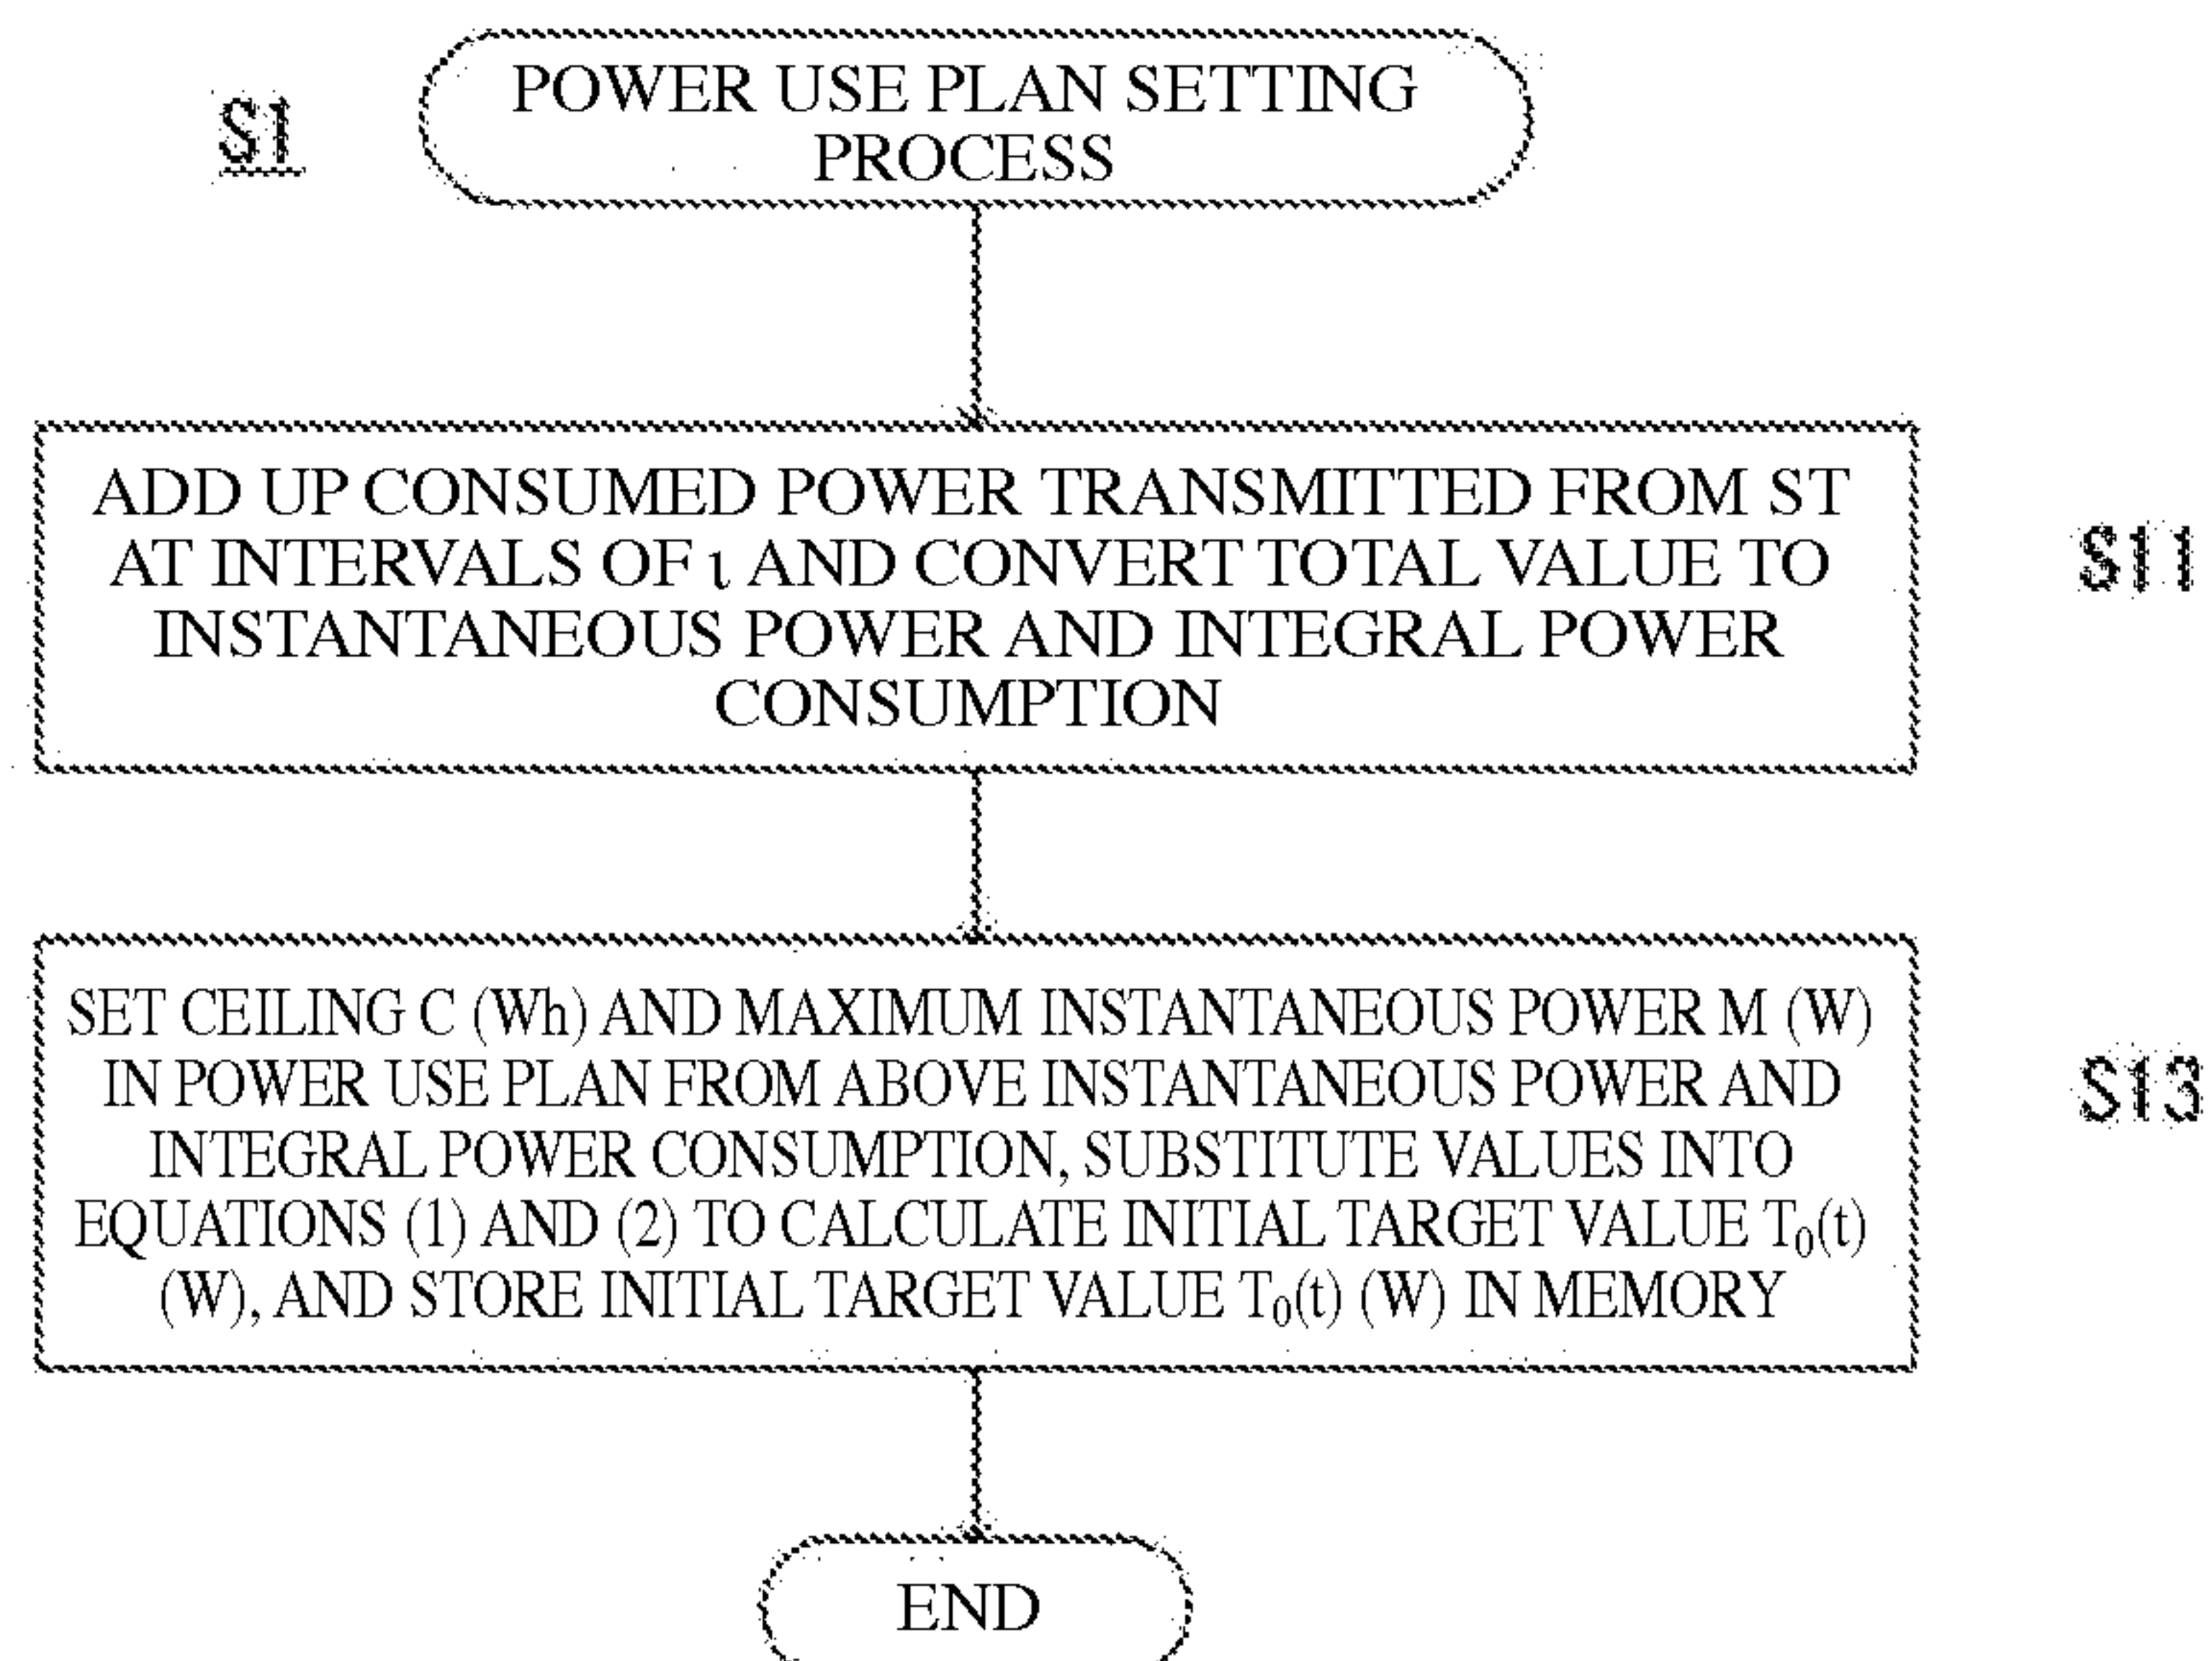 S1
POWER USE PLAN SETTING
PROCESS
ADD UP CONSUMED POWER TRANSMITTED FROM ST
AT INTERVALS OF ι AND CONVERT TOTAL VALUE TO
INSTANTANEOUS POWER AND INTEGRAL POWER
CONSUMPTION
S11
SET CEILING C (Wh) AND MAXIMUM INSTANTANEOUS POWER M (W)
IN POWER USE PLAN FROM ABOVE INSTANTANEOUS POWER AND
INTEGRAL POWER CONSUMPTION, SUBSTITUTE VALUES INTO
EQUATIONS (1) AND (2) TO CALCULATE INITIAL TARGET VALUE T₀(t)
(W), AND STORE INITIAL TARGET VALUE T₀(t) (W) IN MEMORY
S13
END